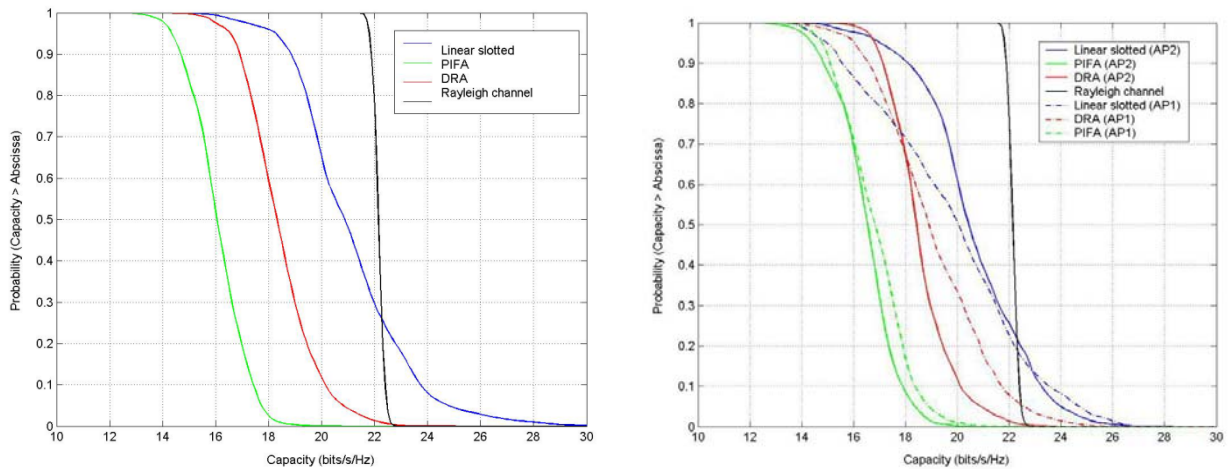 1
0.9
0.8
0.7
0.6
0.5
0.4
0.3
0.2
0.1
0
Probability (Capacity > Abscissa)
10 12 14 16 18 20 22 24 26 28 30
Capacity (bits/s/Hz)
Linear slotted
PIFA
DRA
Rayleigh channel
1
0.9
0.8
0.7
0.6
0.5
0.4
0.3
0.2
0.1
0
Probability (Capacity > Abscissa)
10 12 14 16 18 20 22 24 26 28 30
Capacity (bits/s/Hz)
Linear slotted (AP2)
PIFA (AP2)
DRA (AP2)
Rayleigh channel
Linear slotted (AP1)
DRA (AP1)
PIFA (AP1)